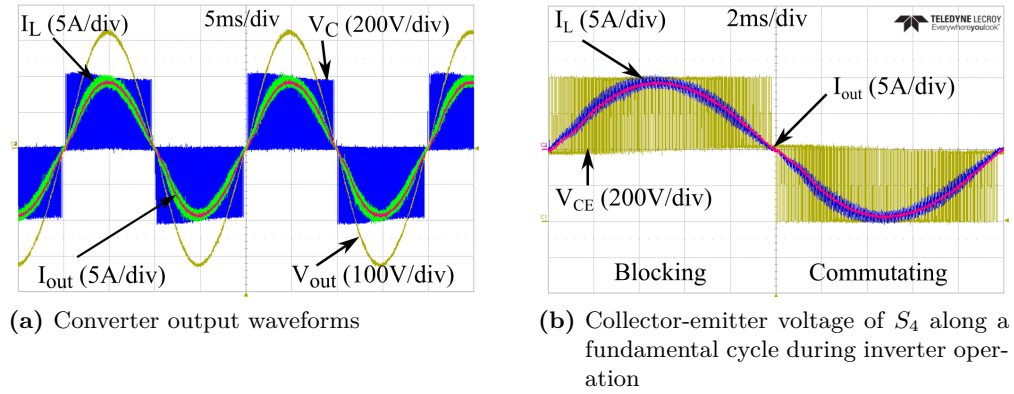 I_L (5A/div)
5ms/div
V_C (200V/div)
I_out (5A/div)
V_out (100V/div)
(a) Converter output waveforms
2ms/div
TELEDYNE LECROY
Everywhereyoulook
I_L (5A/div)
I_out (5A/div)
V_CE (200V/div)
Blocking
Commutating
(b) Collector-emitter voltage of S_4 along a
fundamental cycle during inverter oper-
ation